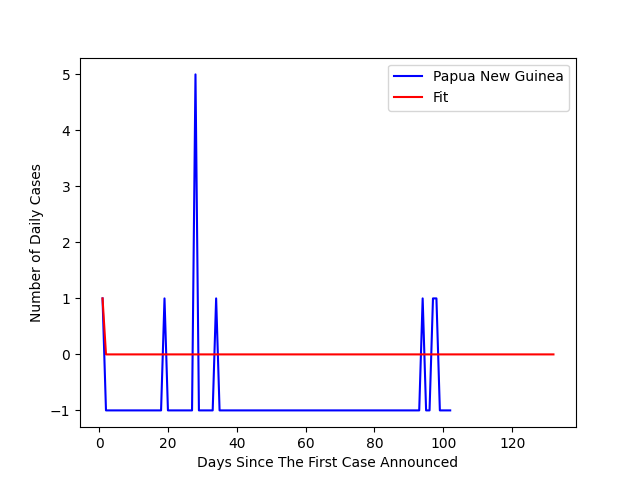 Papua New Guinea
Fit
5
4
3
2
1
0
−1
Number of Daily Cases
0 20 40 60 80 100 120
Days Since The First Case Announced